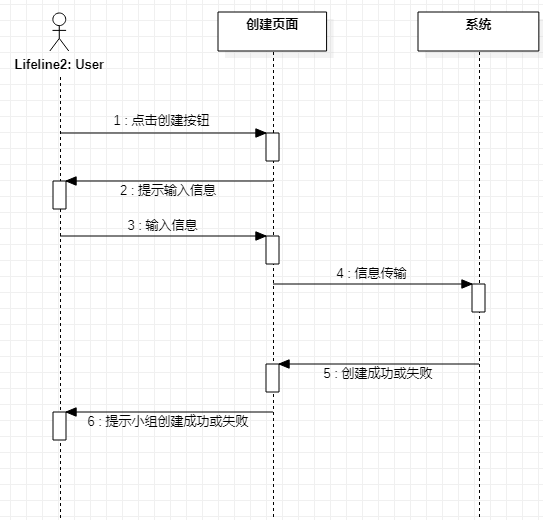 创建页面
系统
Lifeline2: User
1 : 点击创建按钮
2 : 提示输入信息
3 : 输入信息
4 : 信息传输
5 : 创建成功或失败
6 : 提示小组创建成功或失败